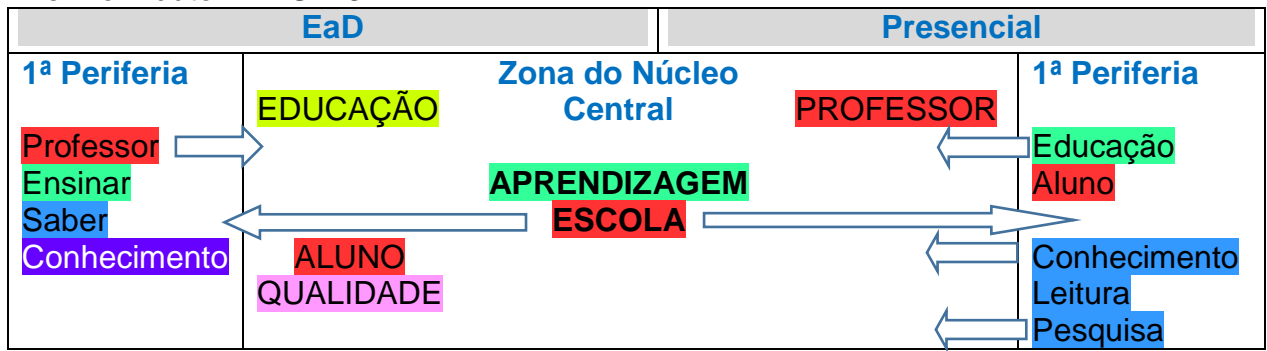 EaD Presencial
1ª Periferia Zona do Núcleo Central 1ª Periferia
EDUCAÇÃO PROFESSOR
Professor Educação
Ensinar APRENDIZAGEM Aluno
Saber ESCOLA
Conhecimento ALUNO Conhecimento
QUALIDADE Leitura
Pesquisa